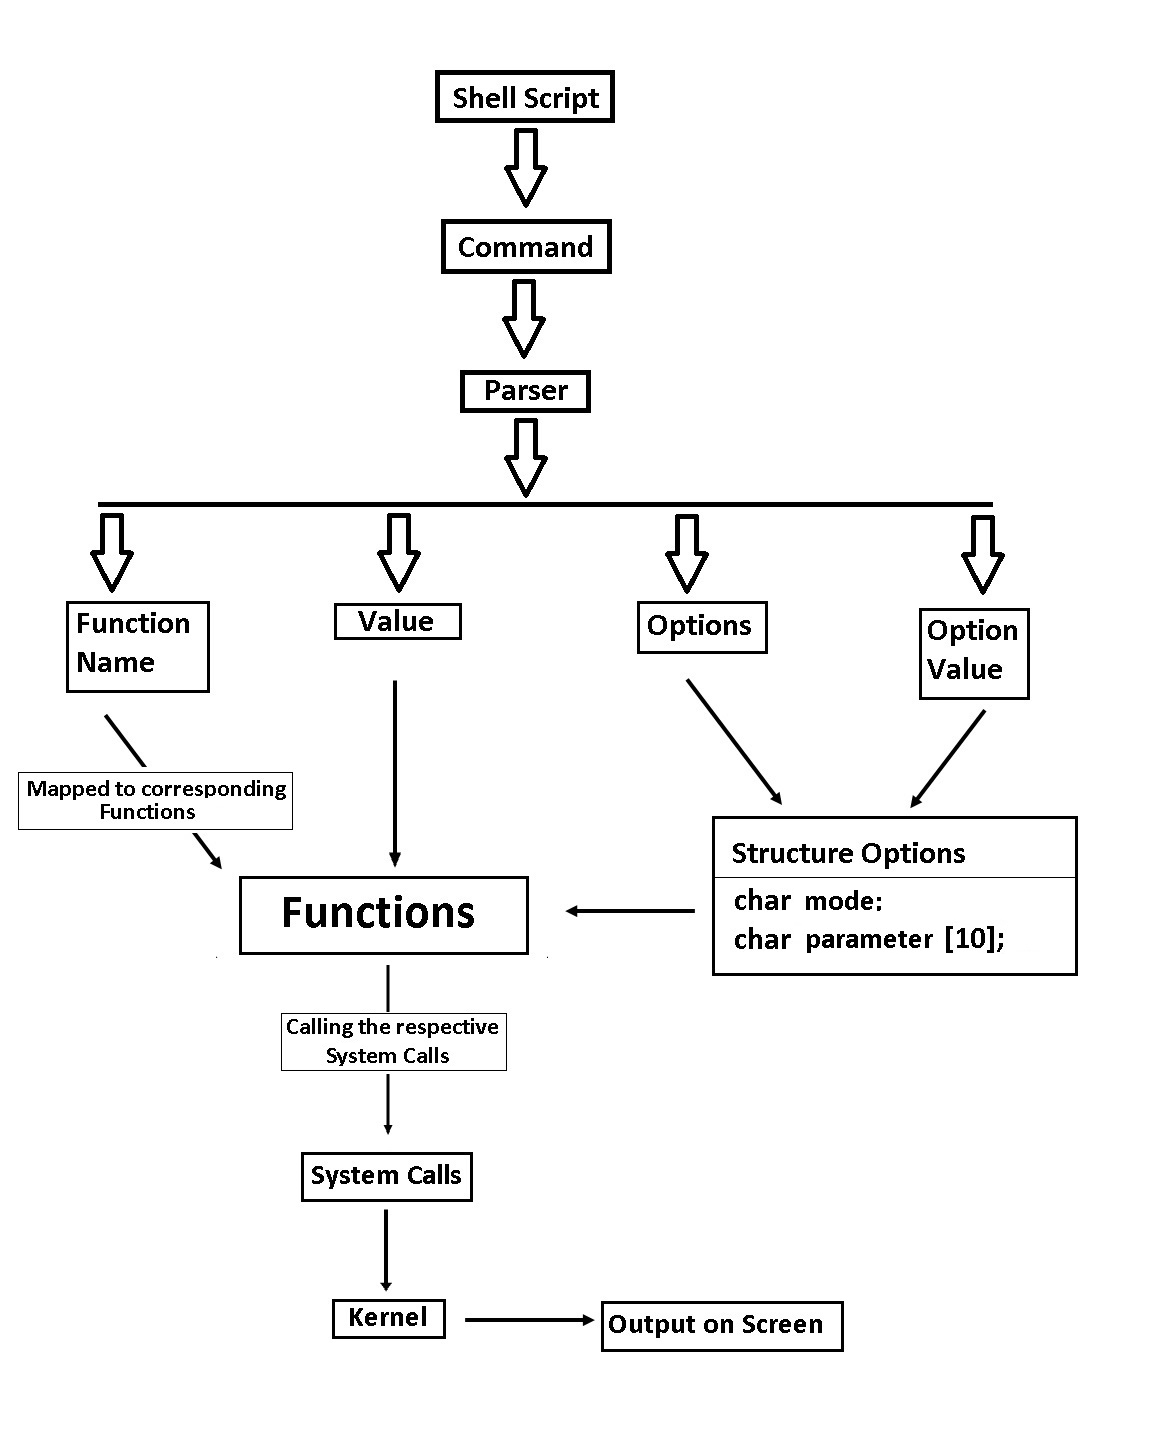 Shell Script
Command
Parser
Function
Name
Value
Options
Option
Value
Mapped to corresponding
Functions
Functions
Structure Options
char mode;
char parameter [10];
Calling the respective
System Calls
System Calls
Kernel
Output on Screen